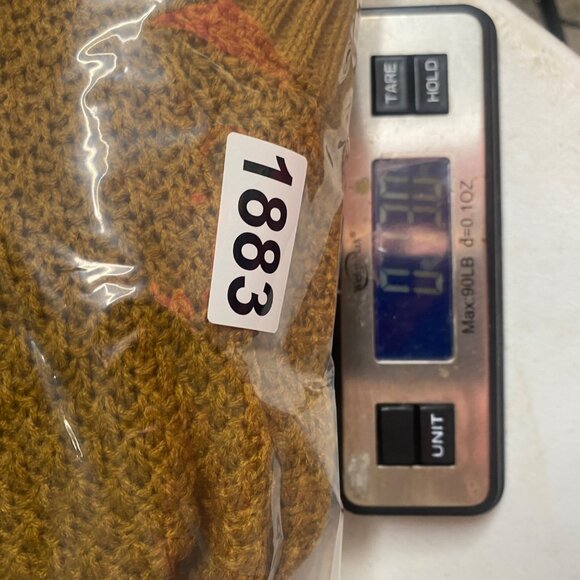 1883
TARE
HOLD
Max:90LB d=0.1OZ
UNIT